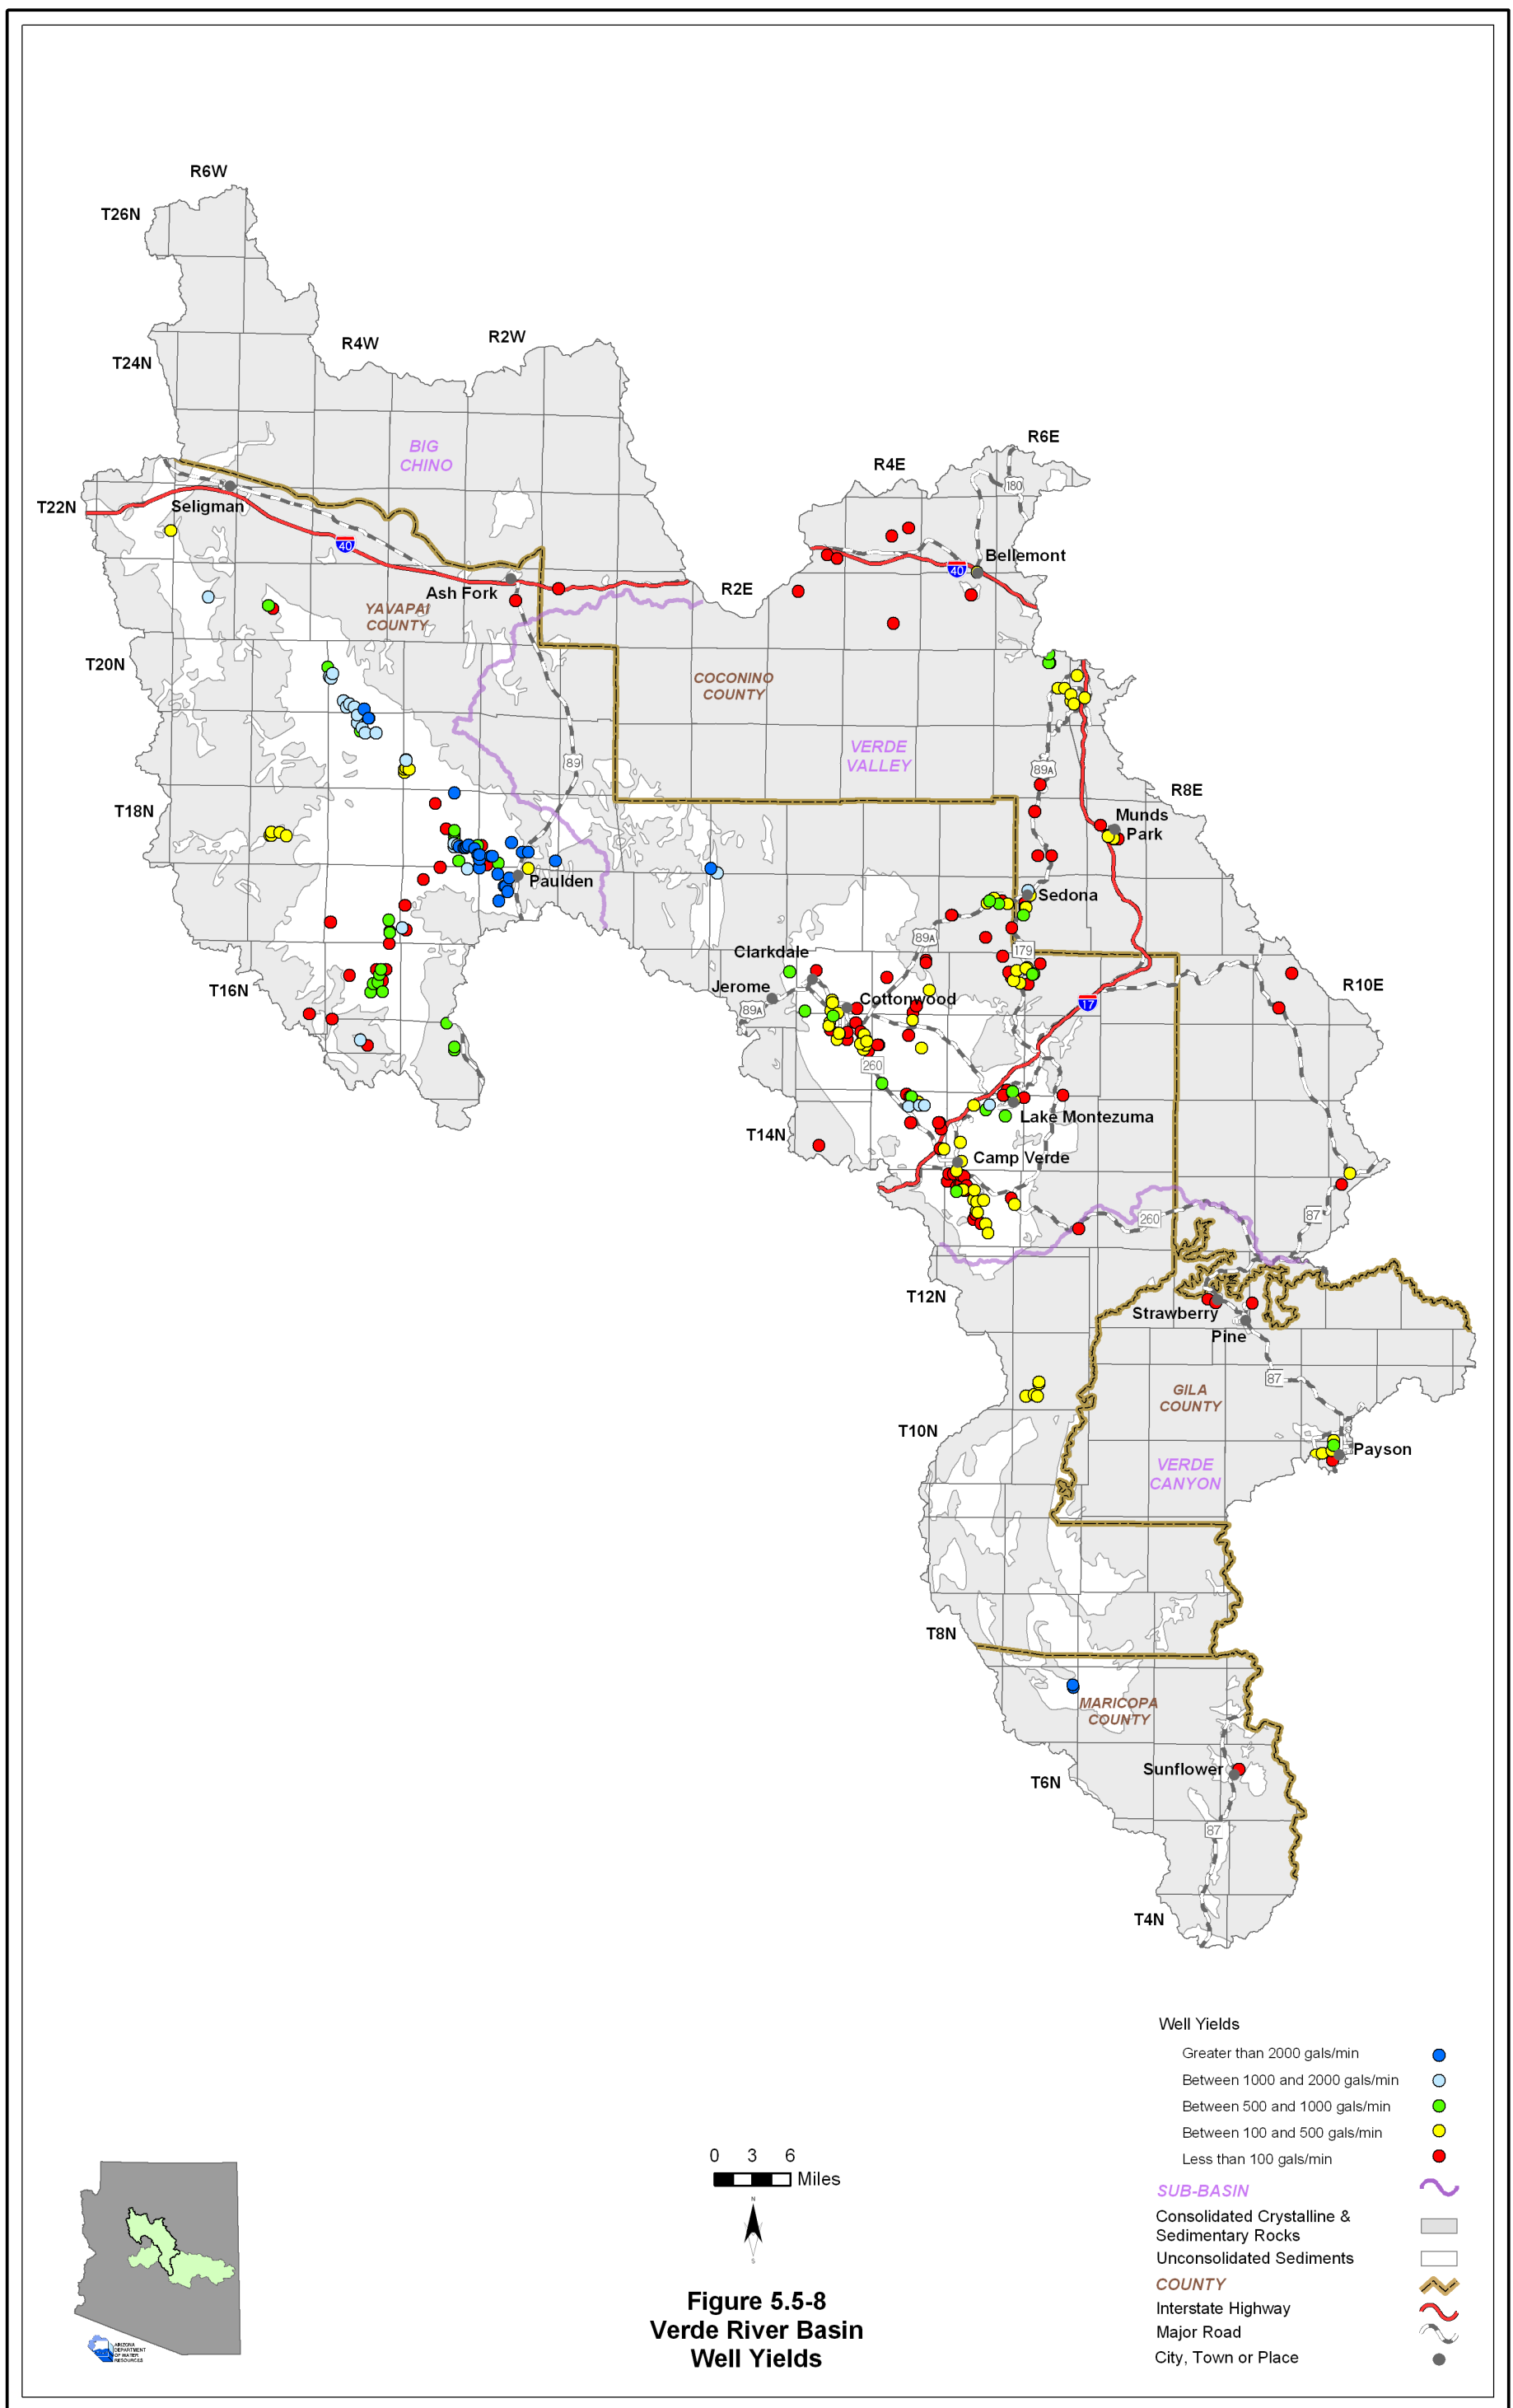 R6W
T26N
R4W
R2W
T24N
BIG
CHINO
R6E
R4E
180
T22N
Seligman
40
Bellemont
40
Ash Fork
R2E
YAVAPAI
COUNTY
T20N
COCONINO
COUNTY
VERDE
VALLEY
89
89A
R8E
T18N
Munds
Park
Paulden
Sedona
89A
179
Clarkdale
T16N
Jerome
Cottonwood
R10E
89A
17
260
Lake Montezuma
T14N
Camp Verde
260
87
T12N
Strawberry
Pine
87
GILA
COUNTY
T10N
Payson
VERDE
CANYON
T8N
MARICOPA
COUNTY
Sunflower
T6N
87
T4N
Well Yields
Greater than 2000 gals/min
Between 1000 and 2000 gals/min
Between 500 and 1000 gals/min
Between 100 and 500 gals/min
Less than 100 gals/min
SUB-BASIN
Consolidated Crystalline &
Sedimentary Rocks
Unconsolidated Sediments
COUNTY
Interstate Highway
Major Road
City, Town or Place
0 3 6
Miles
N
S
Figure 5.5-8
Verde River Basin
Well Yields
ARIZONA
DEPARTMENT
OF WATER
RESOURCES